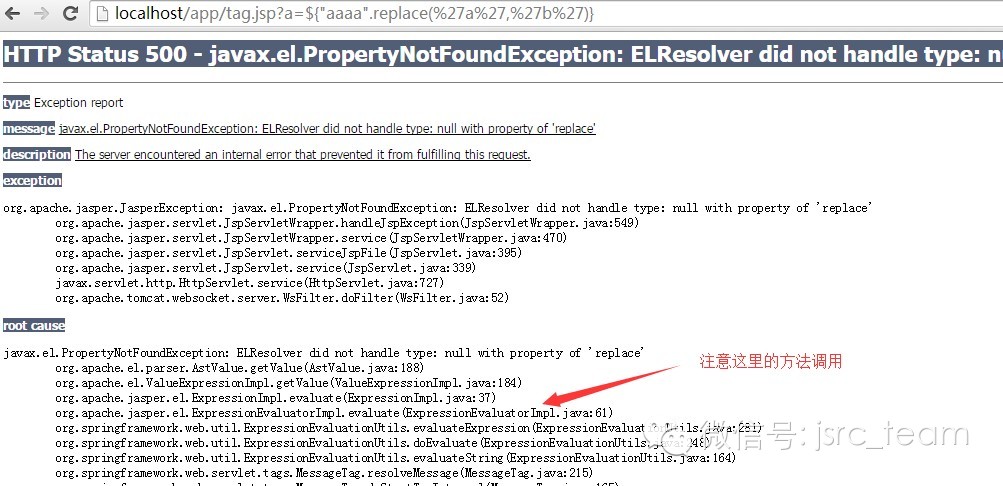 localhost/app/tag.jsp?a=${"aaaa".replace(%27a%27,%27b%27)}
HTTP Status 500 - javax.el.PropertyNotFoundException: ELResolver did not handle type: n
type Exception report
message javax.el.PropertyNotFoundException: ELResolver did not handle type: null with property of 'replace'
description The server encountered an internal error that prevented it from fulfilling this request.
exception
org.apache.jasper.JasperException: javax.el.PropertyNotFoundException: ELResolver did not handle type: null with property of 'replace'
org.apache.jasper.servlet.JspServletWrapper.handleJspException(JspServletWrapper.java:549)
org.apache.jasper.servlet.JspServletWrapper.service(JspServletWrapper.java:470)
org.apache.jasper.servlet.JspServlet.serviceJspFile(JspServlet.java:395)
org.apache.jasper.servlet.JspServlet.service(JspServlet.java:339)
javax.servlet.http.HttpServlet.service(HttpServlet.java:727)
org.apache.tomcat.websocket.server.WsFilter.doFilter(WsFilter.java:52)
root cause
javax.el.PropertyNotFoundException: ELResolver did not handle type: null with property of 'replace'
注意这里的方法调用
org.apache.el.parser.AstValue.getValue(AstValue.java:188)
org.apache.el.ValueExpressionImpl.getValue(ValueExpressionImpl.java:184)
org.apache.jasper.el.ExpressionImpl.evaluate(ExpressionImpl.java:37)
org.apache.jasper.el.ExpressionEvaluatorImpl.evaluate(ExpressionEvaluatorImpl.java:61)
org.springframework.web.util.ExpressionEvaluationUtils.evaluateExpression(ExpressionEvaluationUtils.java:281)
org.springframework.web.util.ExpressionEvaluationUtils.doEvaluate(ExpressionEvaluationUtils.java:248)
微信号: jsrc_team
org.springframework.web.util.ExpressionEvaluationUtils.evaluateString(ExpressionEvaluationUtils.java:164)
org.springframework.web.servlet.tags.MessageTag.resolveMessage(MessageTag.java:215)